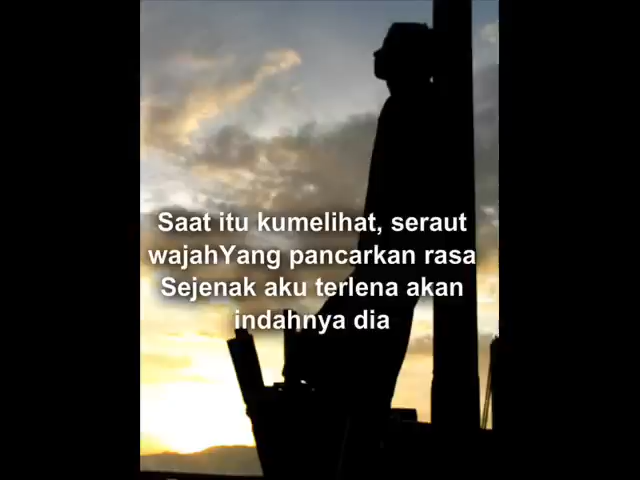 Saat itu kumelihat, seraut
wajahYang pancarkan rasa
Sejenak aku terlena akan
indahnya dia